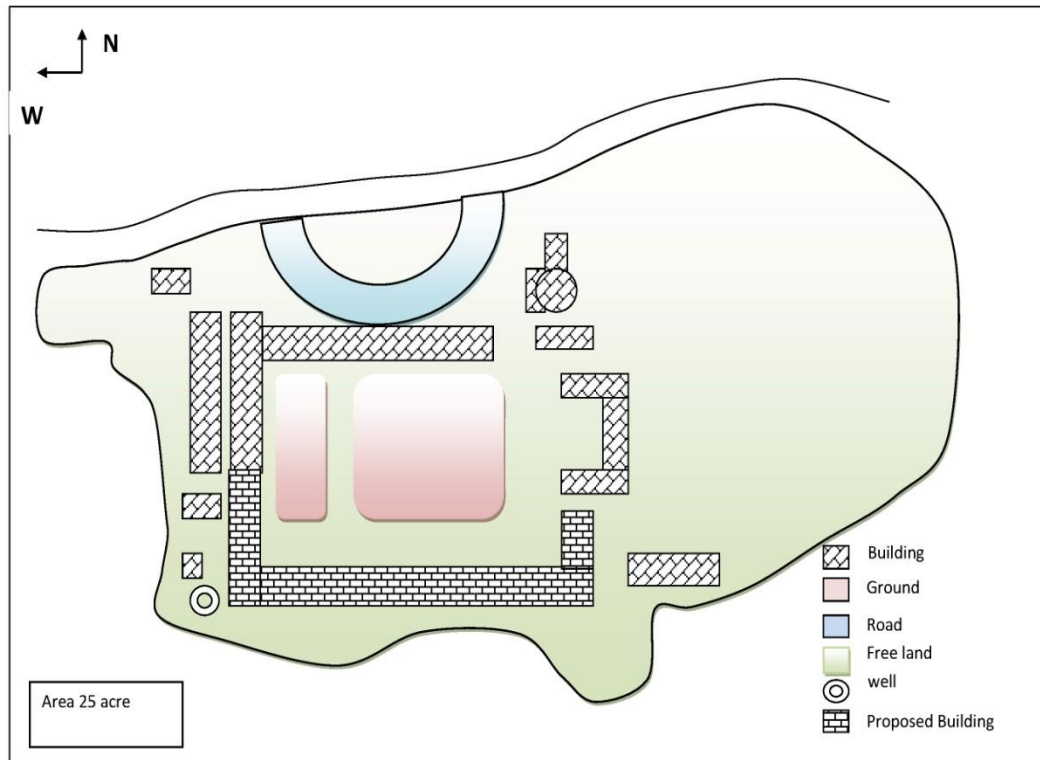 N
W
Building
Ground
Road
Free land
well
Proposed Building
Area 25 acre